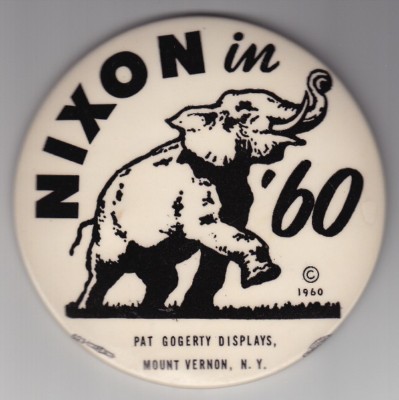 NIXON in
'60
© 1960
PAT GOGERTY DISPLAYS,
MOUNT VERNON, N. Y.